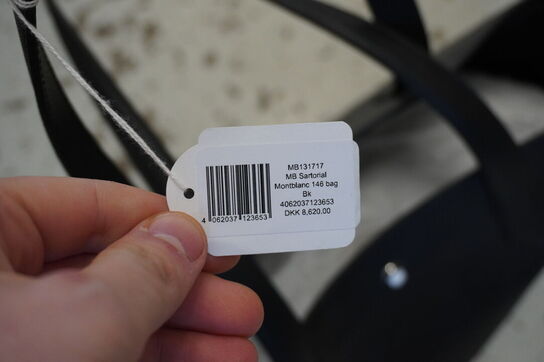 MB131717
MB Sartorial
Montblanc 146 bag
Bk
4062037123653
DKK 8,620.00
4 062037 123653